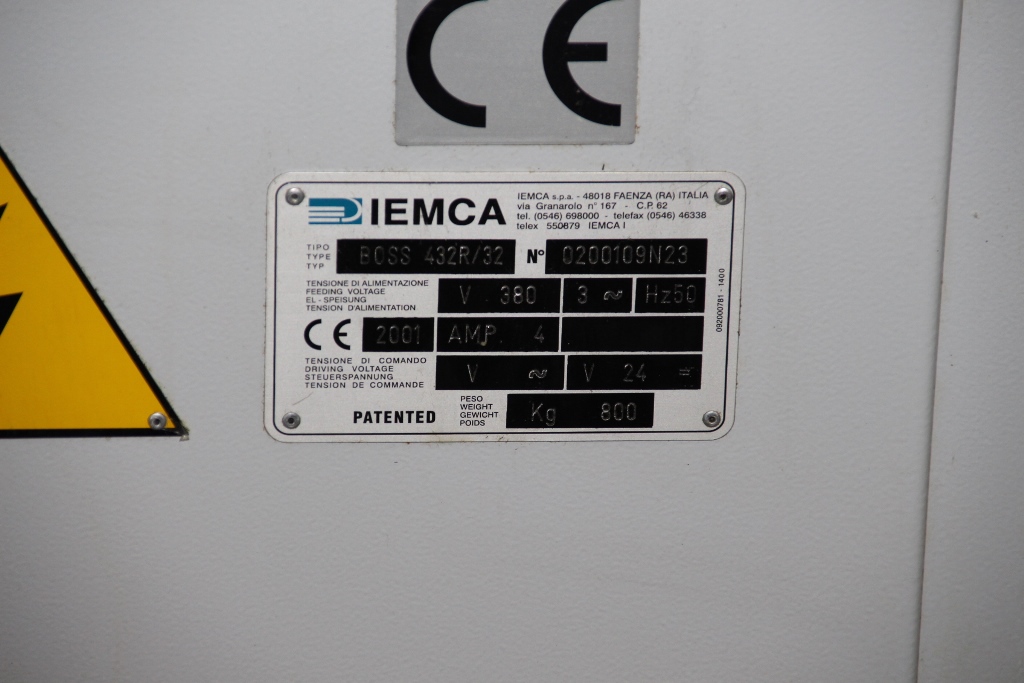 CE
IEMCA
IEMCA s.p.a. - 48018 FAENZA (RA) ITALIA
via Granarolo n° 167 - C.P. 62
tel. (0546) 698000 - telefax (0546) 46338
telex 550879 IEMCA I
TIPO
TYPE
TYP
BOSS 432R/32
N° 0200109N23
TENSIONE DI ALIMENTAZIONE
FEEDING VOLTAGE
EL - SPEISUNG
TENSION D'ALIMENTATION
V 380
3 ~
Hz50
CE 2001 AMP. 4
TENSIONE DI COMANDO
DRIVING VOLTAGE
STEUERSPANNUNG
TENSION DE COMMANDE
V ~
V 24 =
PATENTED
PESO
WEIGHT
GEWICHT
POIDS
Kg 800
092000781 - 1400